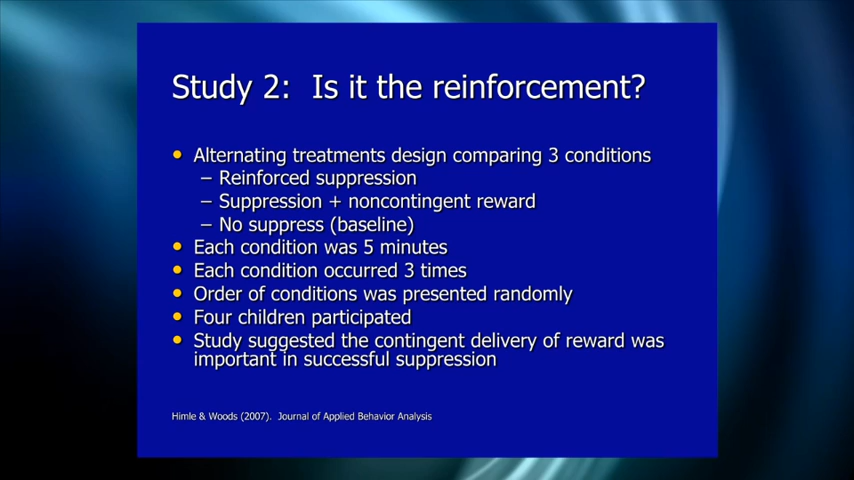 Study 2: Is it the reinforcement?
• Alternating treatments design comparing 3 conditions
– Reinforced suppression
– Suppression + noncontingent reward
– No suppress (baseline)
• Each condition was 5 minutes
• Each condition occurred 3 times
• Order of conditions was presented randomly
• Four children participated
• Study suggested the contingent delivery of reward was
important in successful suppression
Himle & Woods (2007). Journal of Applied Behavior Analysis